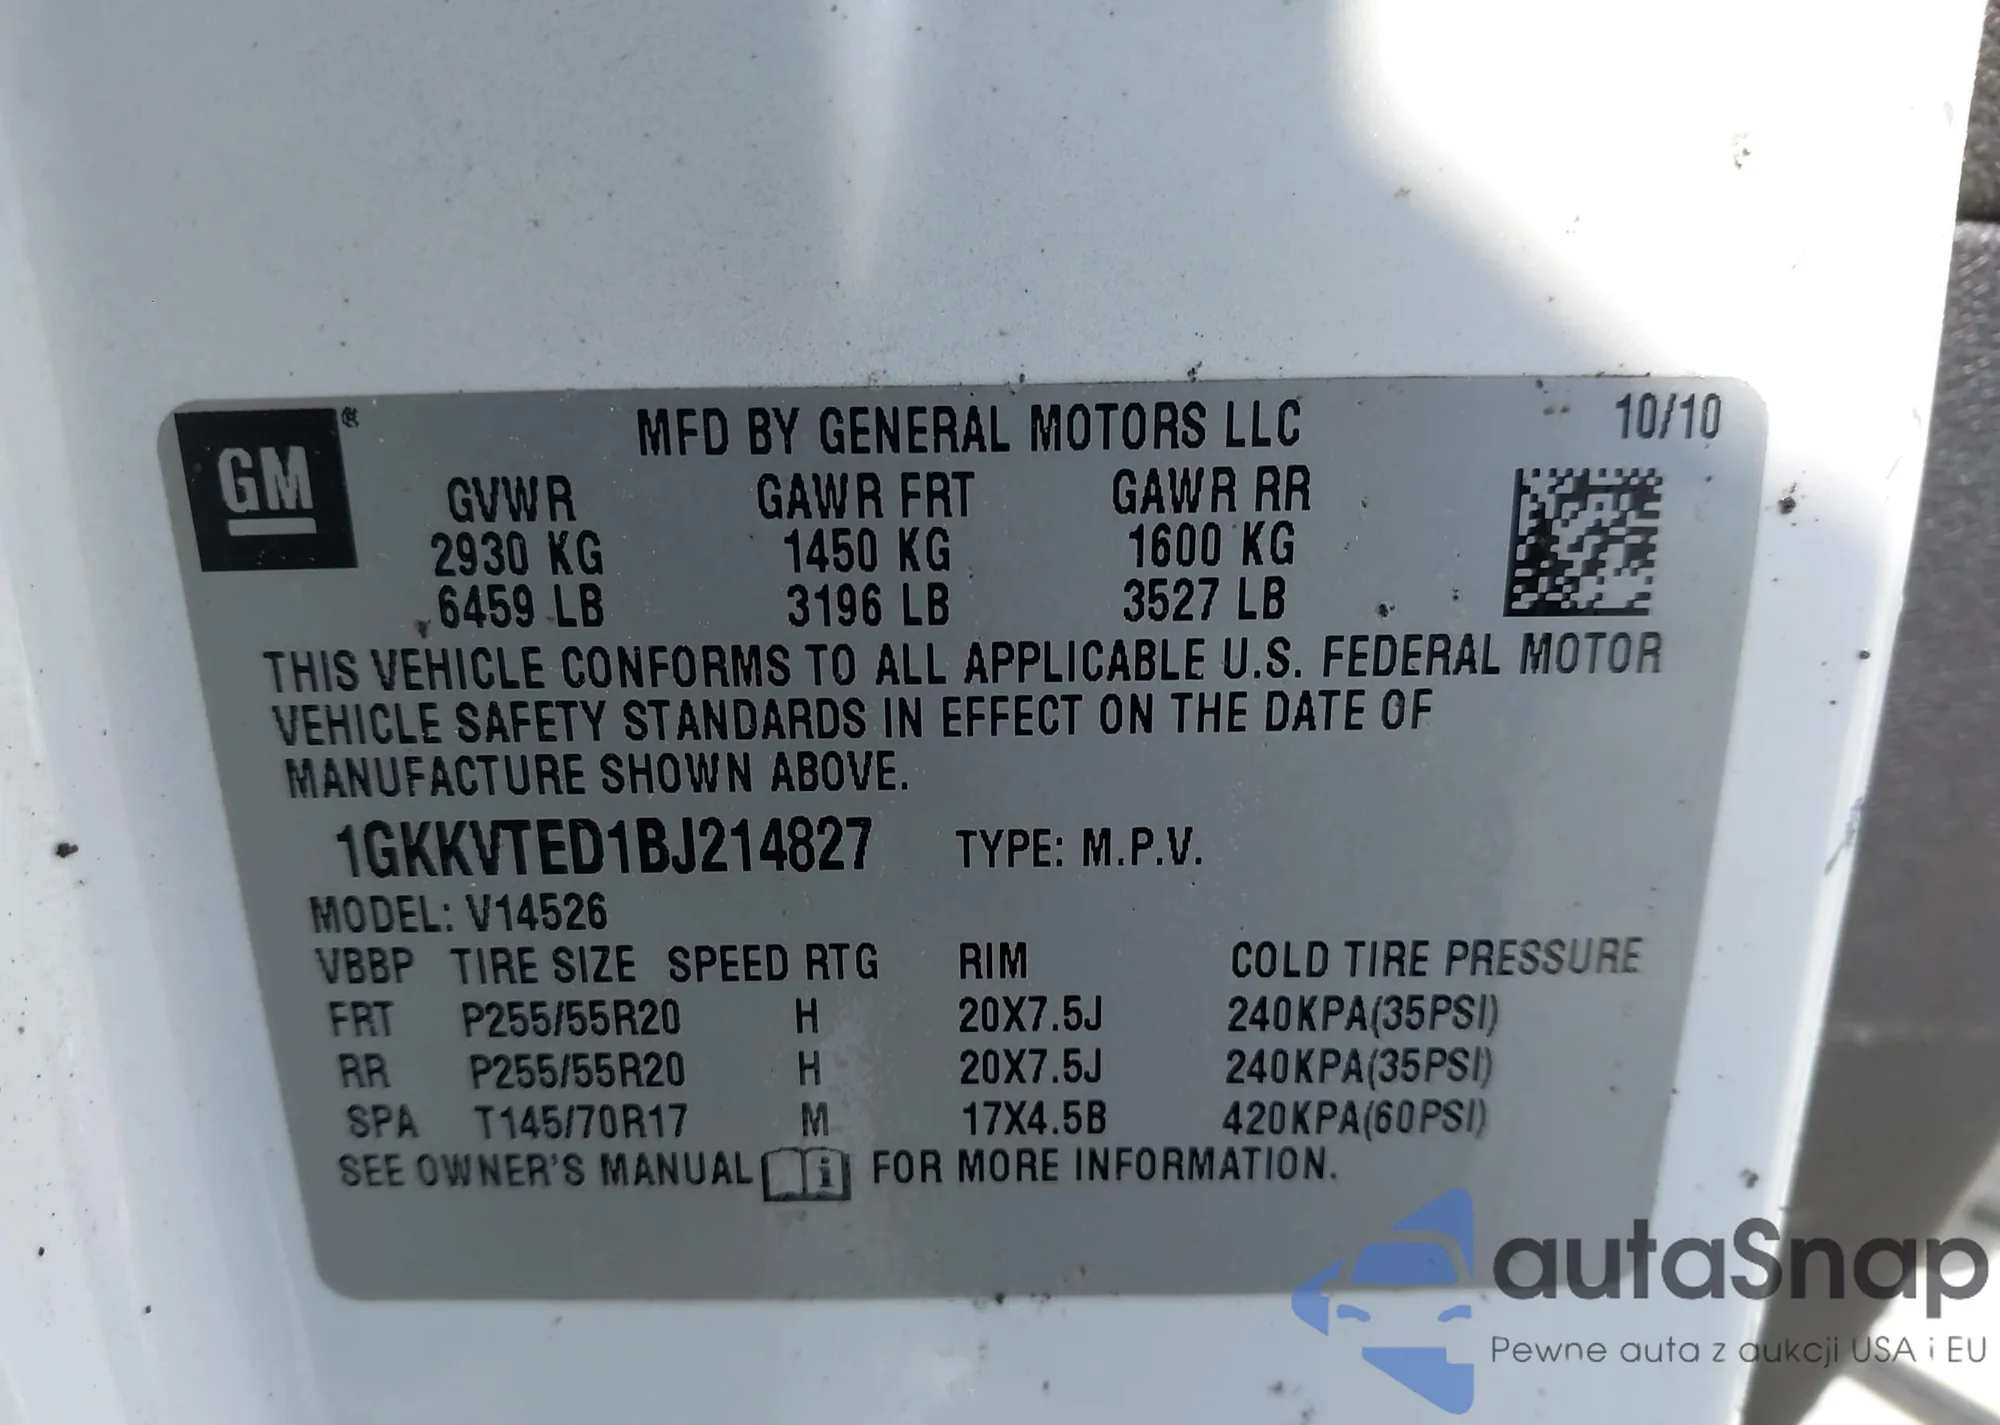 GM®
MFD BY GENERAL MOTORS LLC 10/10
GVWR GAWR FRT GAWR RR
2930 KG 1450 KG 1600 KG
6459 LB 3196 LB 3527 LB
THIS VEHICLE CONFORMS TO ALL APPLICABLE U.S. FEDERAL MOTOR
VEHICLE SAFETY STANDARDS IN EFFECT ON THE DATE OF
MANUFACTURE SHOWN ABOVE.
1GKKVTED1BJ214827 TYPE: M.P.V.
MODEL: V14526
VBBP TIRE SIZE SPEED RTG RIM COLD TIRE PRESSURE
FRT P255/55R20 H 20X7.5J 240KPA(35PSI)
RR P255/55R20 H 20X7.5J 240KPA(35PSI)
SPA T145/70R17 M 17X4.5B 420KPA(60PSI)
SEE OWNER'S MANUAL i FOR MORE INFORMATION.
autaSnap
Pewne auta z aukcji USA i EU